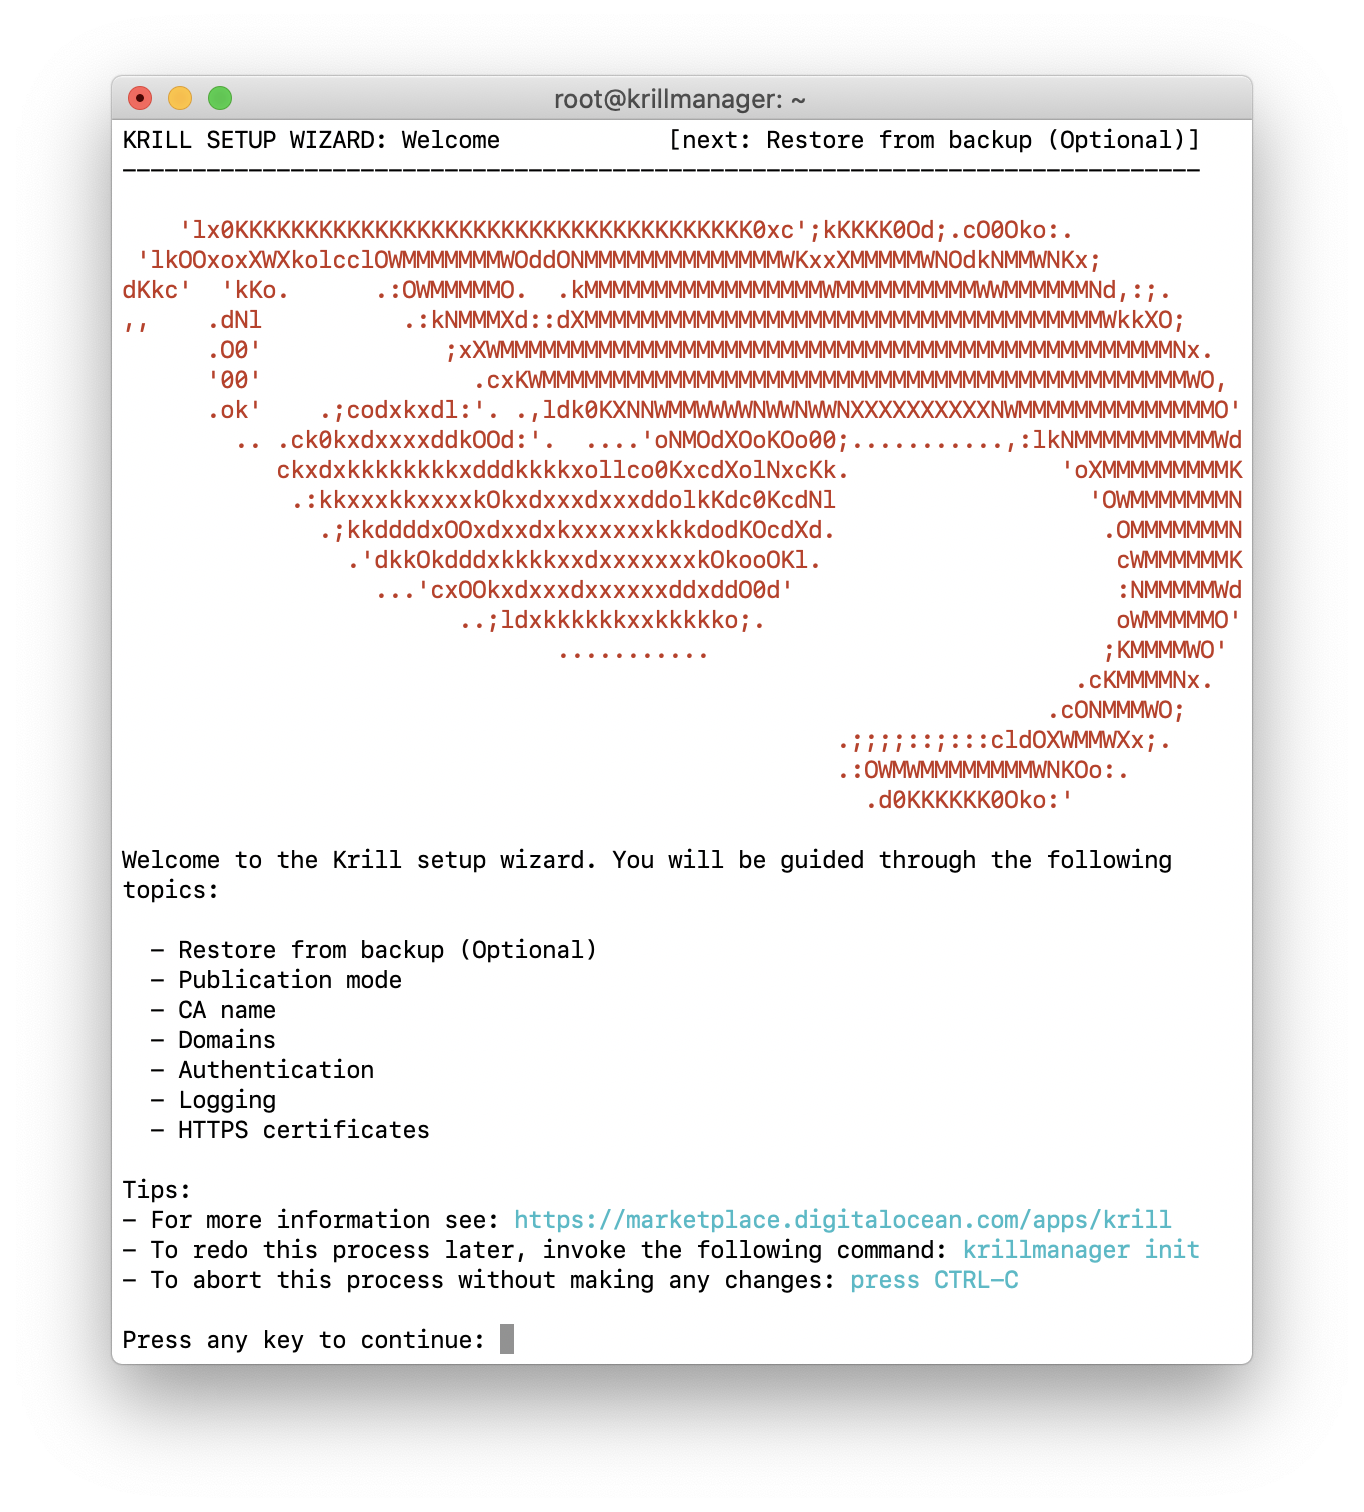 root@krillmanager: ~
KRILL SETUP WIZARD: Welcome [next: Restore from backup (Optional)]
Welcome to the Krill setup wizard. You will be guided through the following
topics:
– Restore from backup (Optional)
– Publication mode
– CA name
– Domains
– Authentication
– Logging
– HTTPS certificates
Tips:
– For more information see: https://marketplace.digitalocean.com/apps/krill
– To redo this process later, invoke the following command: krillmanager init
– To abort this process without making any changes: press CTRL–C
Press any key to continue: